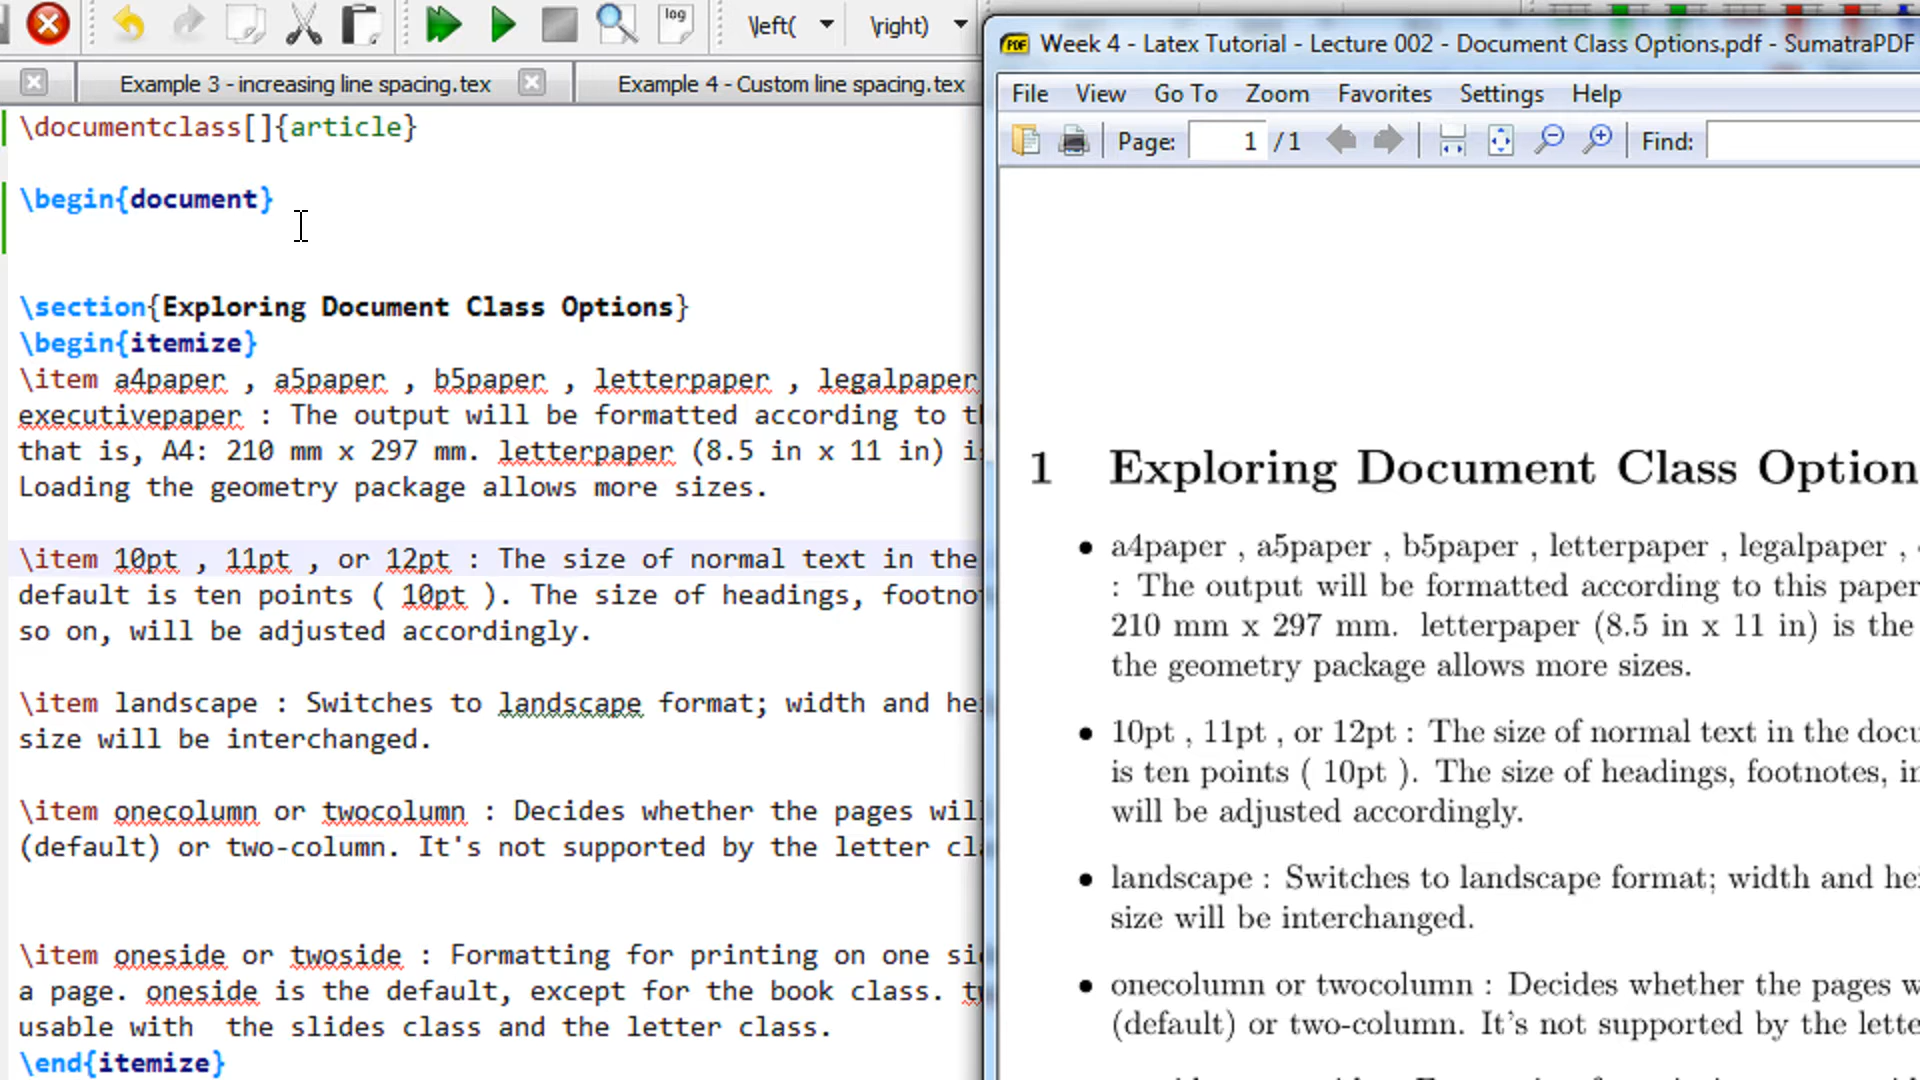 log
\left(
\right)
Example 3 - increasing line spacing.tex
Example 4 - Custom line spacing.tex
\documentclass[]{article}
\begin{document}
\section{Exploring Document Class Options}
\begin{itemize}
\item a4paper , a5paper , b5paper , letterpaper , legalpaper
executivepaper : The output will be formatted according to
that is, A4: 210 mm x 297 mm. letterpaper (8.5 in x 11 in)
Loading the geometry package allows more sizes.
\item 10pt , 11pt , or 12pt : The size of normal text in the
default is ten points ( 10pt ). The size of headings,
so on, will be adjusted accordingly.
\item landscape : Switches to landscape format; width and
size will be interchanged.
\item onecolumn or twocolumn : Decides whether the pages
(default) or two-column. It's not supported by the letter
\item oneside or twoside : Formatting for printing on one
a page. oneside is the default, except for the book class.
usable with  the slides class and the letter class.
\end{itemize}
PDF Week 4 - Latex Tutorial - Lecture 002 - Document Class Options.pdf - SumatraPDF
File View Go To Zoom Favorites Settings Help
Page: 1 / 1 Find:
1 Exploring Document Class Option
• a4paper , a5paper , b5paper , letterpaper , legalpaper ,
: The output will be formatted according to this paper
210 mm x 297 mm. letterpaper (8.5 in x 11 in) is the
the geometry package allows more sizes.
• 10pt , 11pt , or 12pt : The size of normal text in the docu
is ten points ( 10pt ). The size of headings, footnotes,
will be adjusted accordingly.
• landscape : Switches to landscape format; width and hei
size will be interchanged.
• onecolumn or twocolumn : Decides whether the pages w
(default) or two-column. It's not supported by the lette